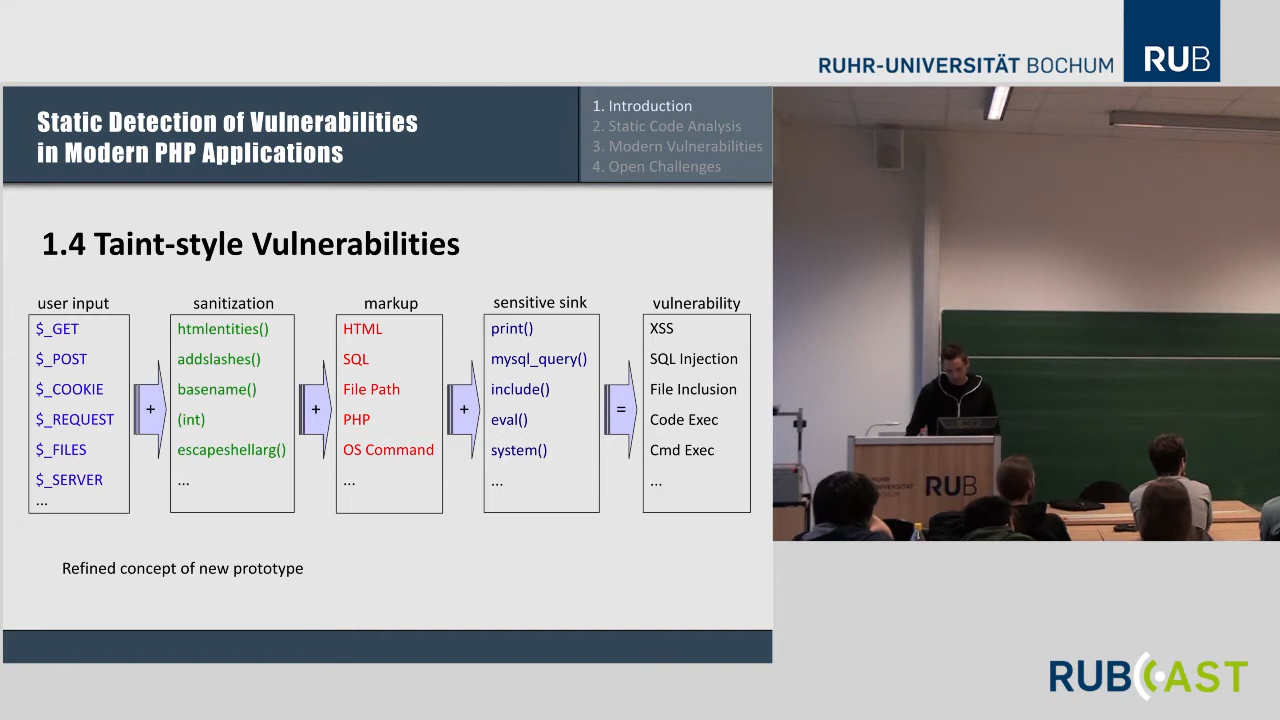 RUHR-UNIVERSITÄT BOCHUM
RUB
Static Detection of Vulnerabilities
in Modern PHP Applications
1. Introduction
2. Static Code Analysis
3. Modern Vulnerabilities
4. Open Challenges
1.4 Taint-style Vulnerabilities
user input
$_GET
$_POST
$_COOKIE
$_REQUEST
$_FILES
$_SERVER
...
+
sanitization
htmlentities()
addslashes()
basename()
(int)
escapeshellarg()
...
+
markup
HTML
SQL
File Path
PHP
OS Command
...
+
sensitive sink
print()
mysql_query()
include()
eval()
system()
...
=
vulnerability
XSS
SQL Injection
File Inclusion
Code Exec
Cmd Exec
...
Refined concept of new prototype
BOCHUM
RUB
RUBCAST